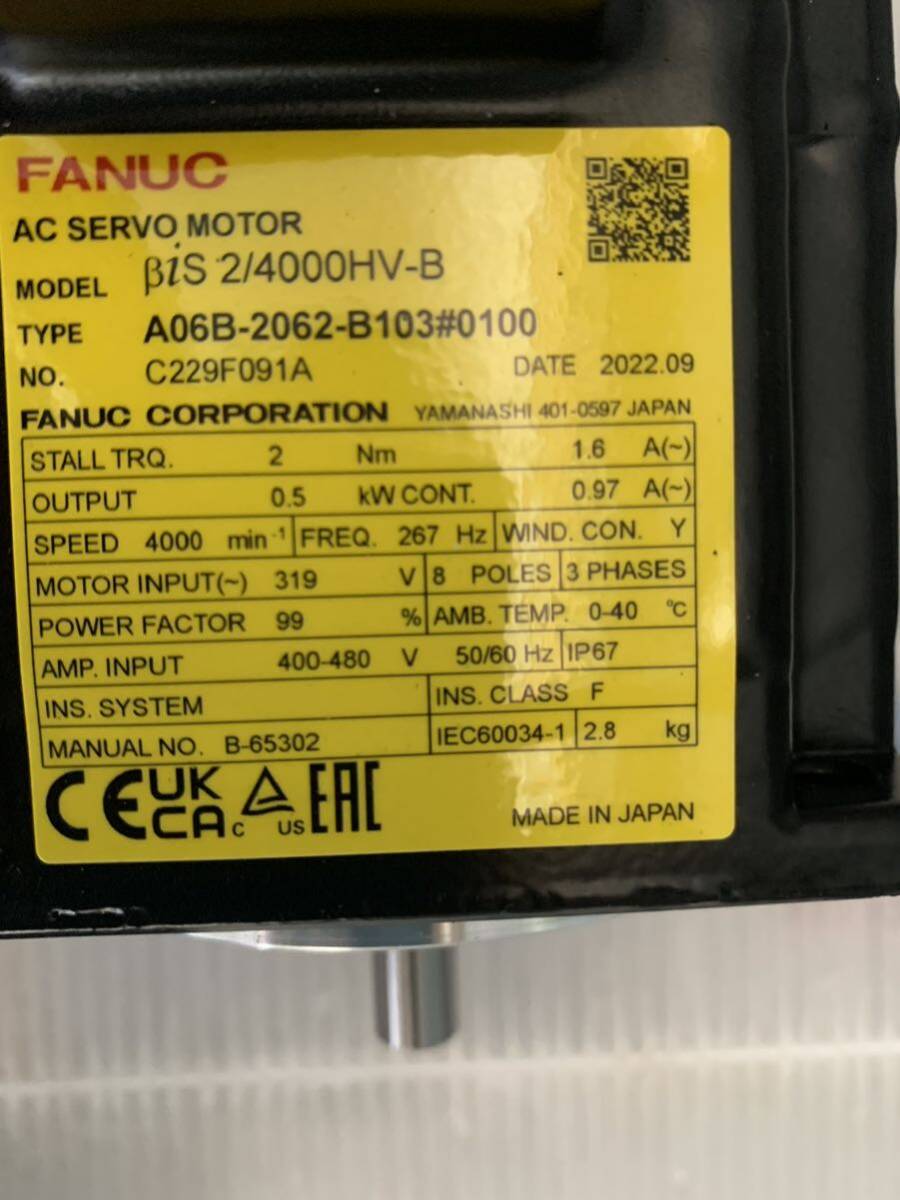 FANUC
AC SERVO MOTOR
MODEL βiS 2/4000HV-B
TYPE A06B-2062-B103#0100
NO. C229F091A DATE 2022.09
FANUC CORPORATION YAMANASHI 401-0597 JAPAN
STALL TRQ. 2 Nm 1.6 A(~)
OUTPUT 0.5 kW CONT. 0.97 A(~)
SPEED 4000 min⁻¹ FREQ. 267 Hz WIND. CON. Y
MOTOR INPUT(~) 319 V 8 POLES 3 PHASES
POWER FACTOR 99 % AMB. TEMP. 0-40 ℃
AMP. INPUT 400-480 V 50/60 Hz IP67
INS. SYSTEM INS. CLASS F
MANUAL NO. B-65302 IEC60034-1 2.8 kg
CE UK CA c US EAC
MADE IN JAPAN